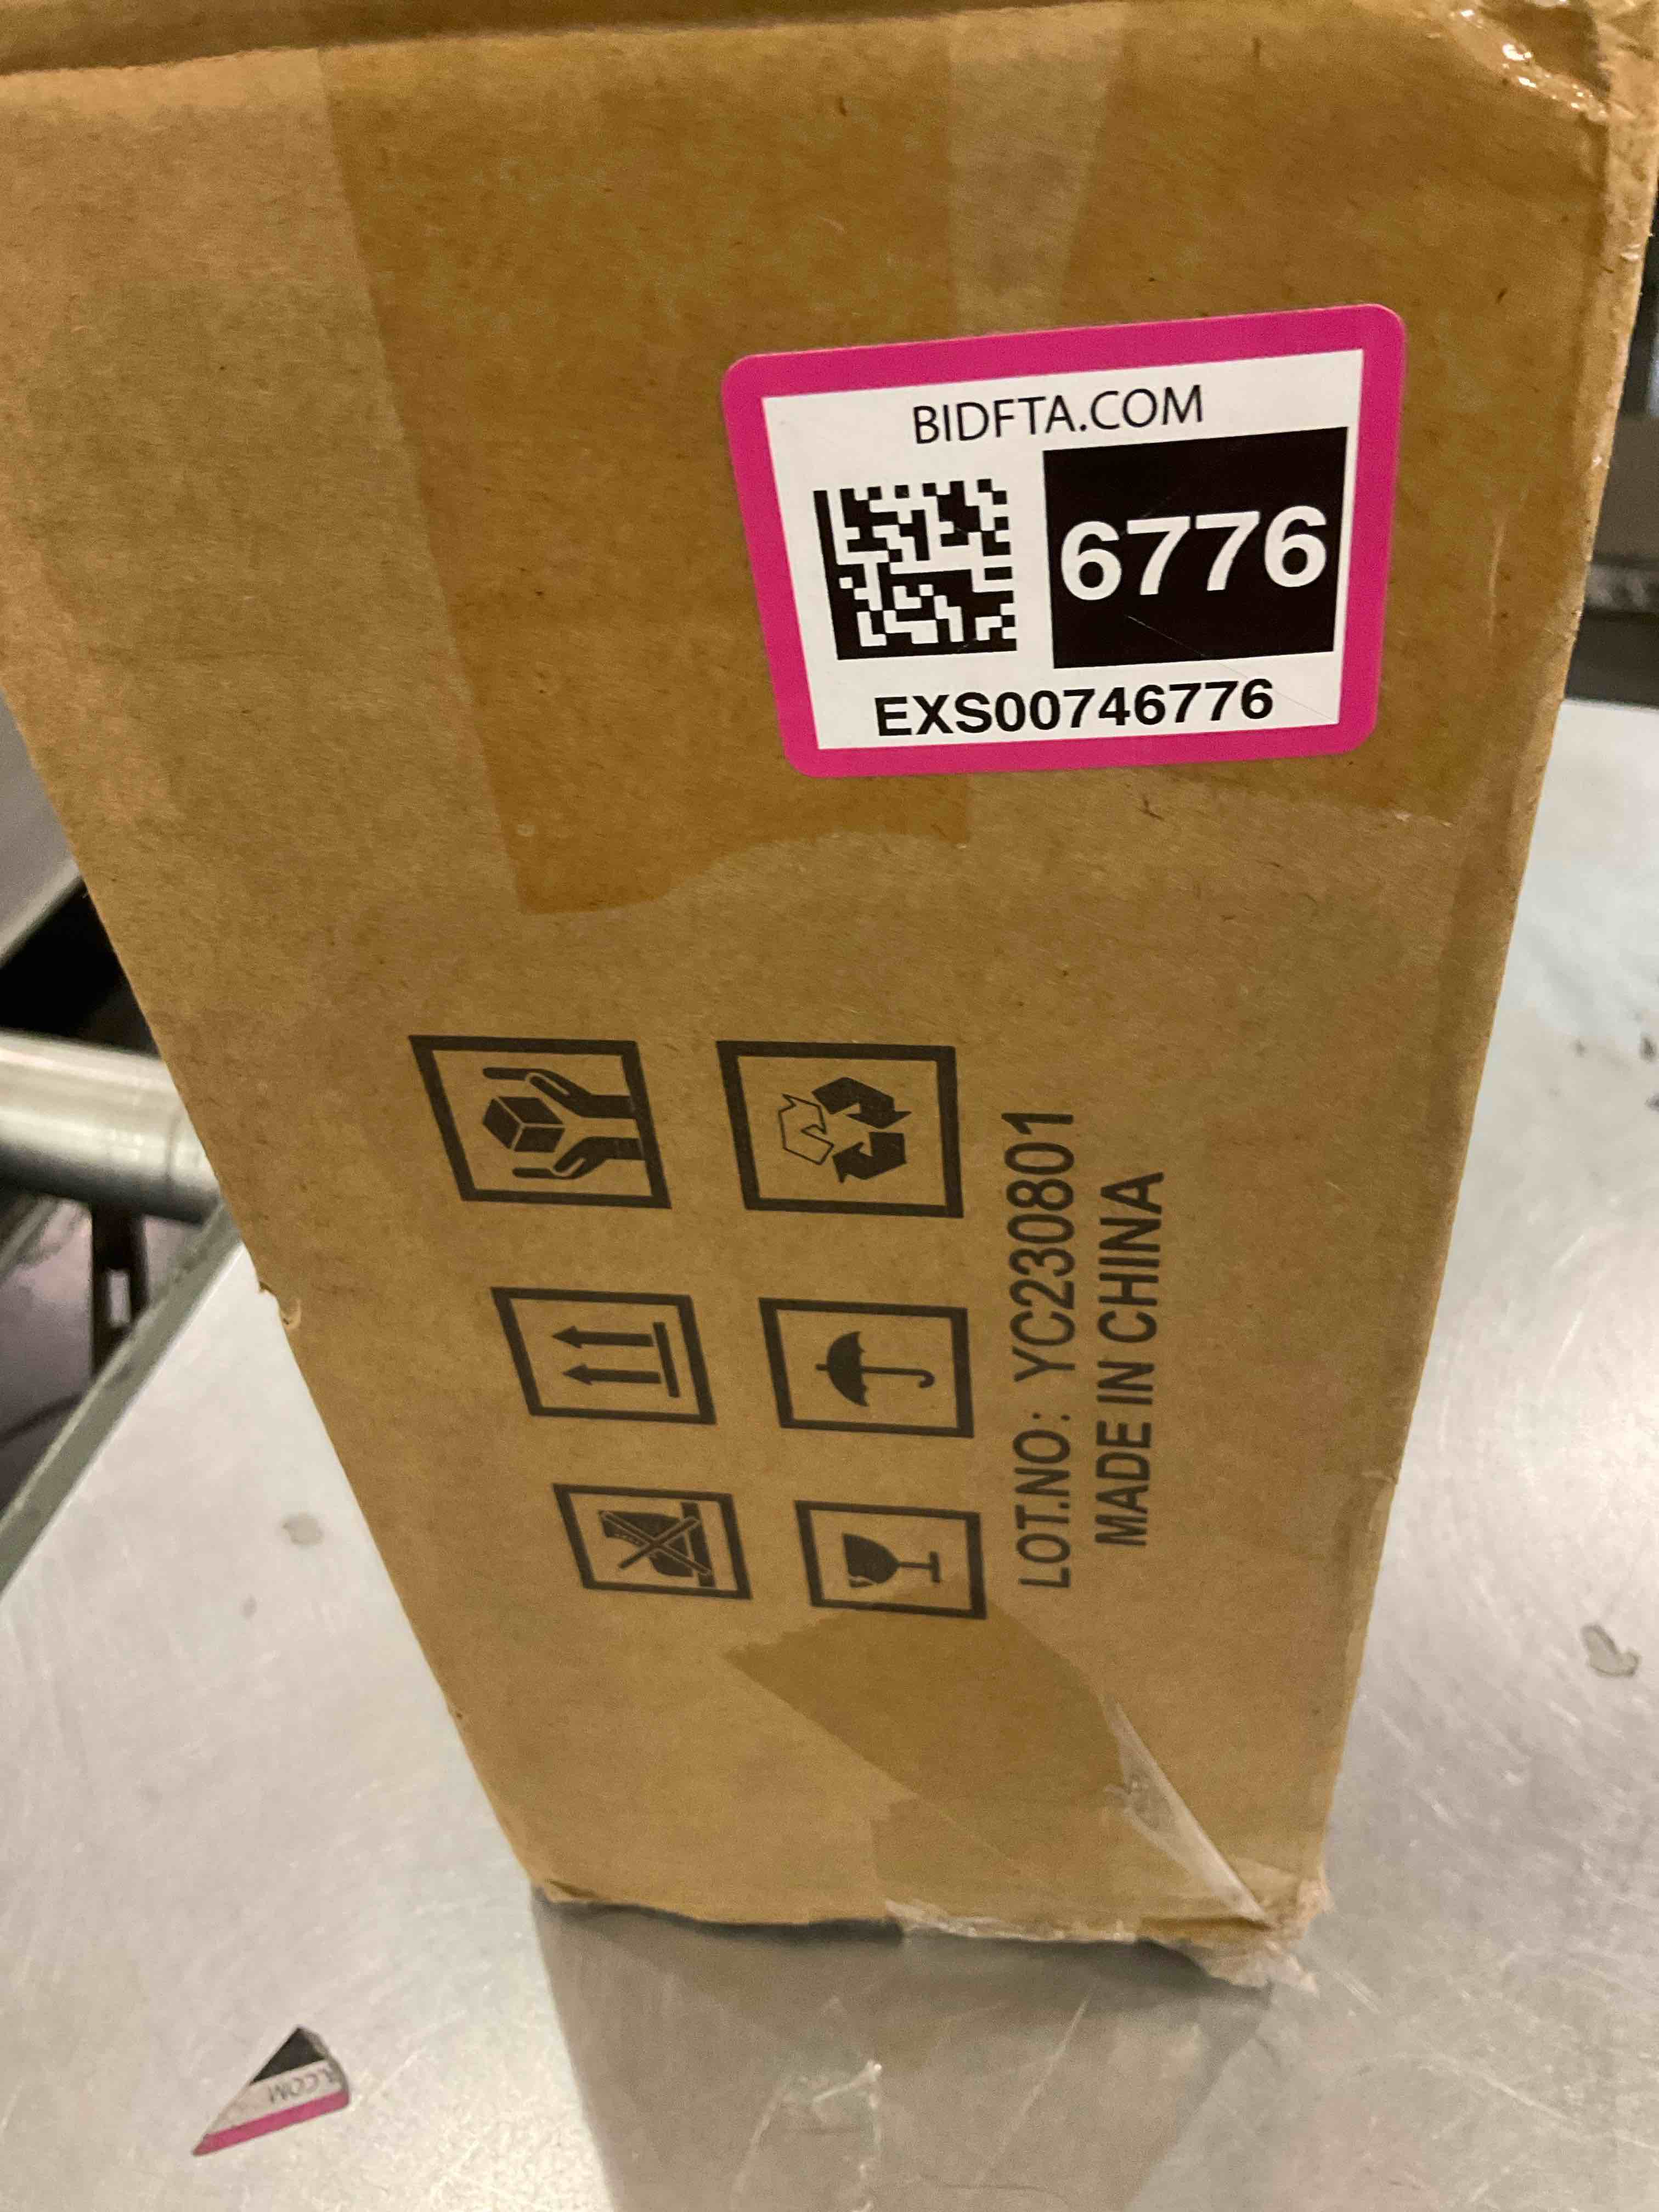 BIDFTA.COM
6776
EXS00746776
LOT.NO: YC230801
MADE IN CHINA
R.COM